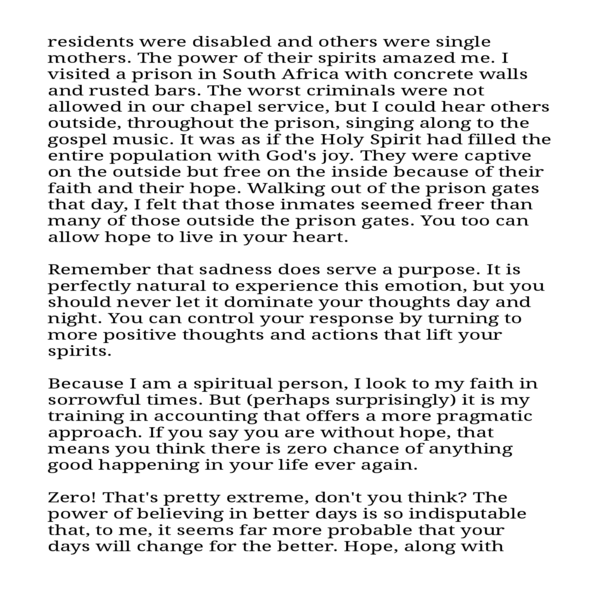 residents were disabled and others were single
mothers. The power of their spirits amazed me. I
visited a prison in South Africa with concrete walls
and rusted bars. The worst criminals were not
allowed in our chapel service, but I could hear others
outside, throughout the prison, singing along to the
gospel music. It was as if the Holy Spirit had filled the
entire population with God's joy. They were captive
on the outside but free on the inside because of their
faith and their hope. Walking out of the prison gates
that day, I felt that those inmates seemed freer than
many of those outside the prison gates. You too can
allow hope to live in your heart.

Remember that sadness does serve a purpose. It is
perfectly natural to experience this emotion, but you
should never let it dominate your thoughts day and
night. You can control your response by turning to
more positive thoughts and actions that lift your
spirits.

Because I am a spiritual person, I look to my faith in
sorrowful times. But (perhaps surprisingly) it is my
training in accounting that offers a more pragmatic
approach. If you say you are without hope, that
means you think there is zero chance of anything
good happening in your life ever again.

Zero! That's pretty extreme, don't you think? The
power of believing in better days is so indisputable
that, to me, it seems far more probable that your
days will change for the better. Hope, along with